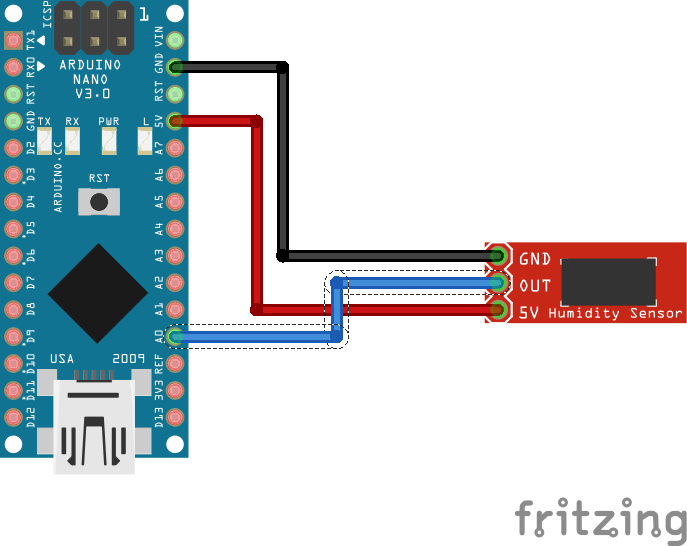 ICSP
1
TX1
RX0
RST
GND
D2
D3
D4
D5
D6
D7
D8
D9
D10
D11
D12
ARDUINO
NANO
V3.0
TX RX PWR L
ARDUINO.CC
RST
USA 2009
VIN
GND
RST
5V
A7
A6
A5
A4
A3
A2
A1
A0
REF
3V3
D13
GND
OUT
5V Humidity Sensor
fritzing